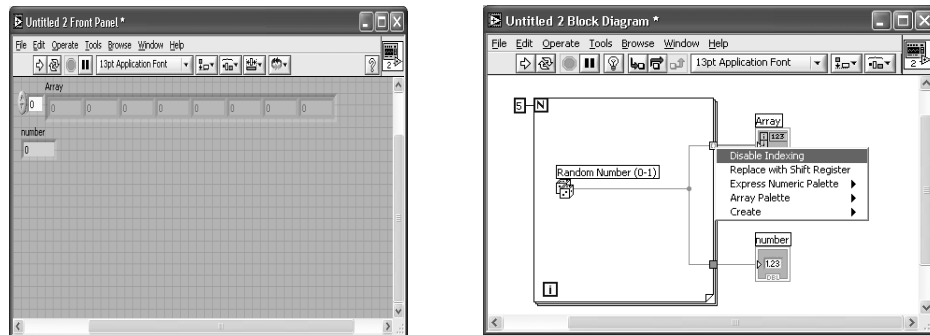 Untitled 2 Front Panel *
File Edit Operate Tools Browse Window Help
13pt Application Font
?
2
Array
0 0 0 0 0 0 0 0 0
number
0
Untitled 2 Block Diagram *
File Edit Operate Tools Browse Window Help
13pt Application Font
2
5 N
Array
123
Disable Indexing
Replace with Shift Register
Express Numeric Palette
Array Palette
Create
Random Number (0-1)
number
1.23
DBL
i